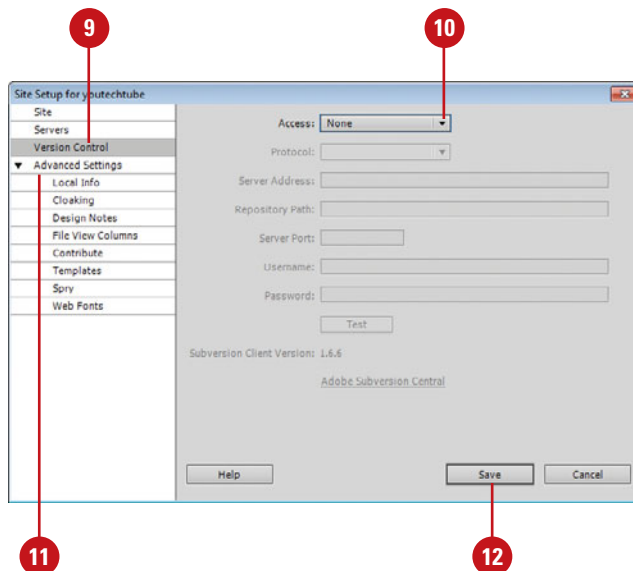 9
10
Site Setup for youtechtube
Site
Servers
Version Control
Advanced Settings
Local Info
Cloaking
Design Notes
File View Columns
Contribute
Templates
Spry
Web Fonts
Access: None
Protocol:
Server Address:
Repository Path:
Server Port:
Username:
Password:
Test
Subversion Client Version: 1.6.6
Adobe Subversion Central
Help
Save
Cancel
11
12